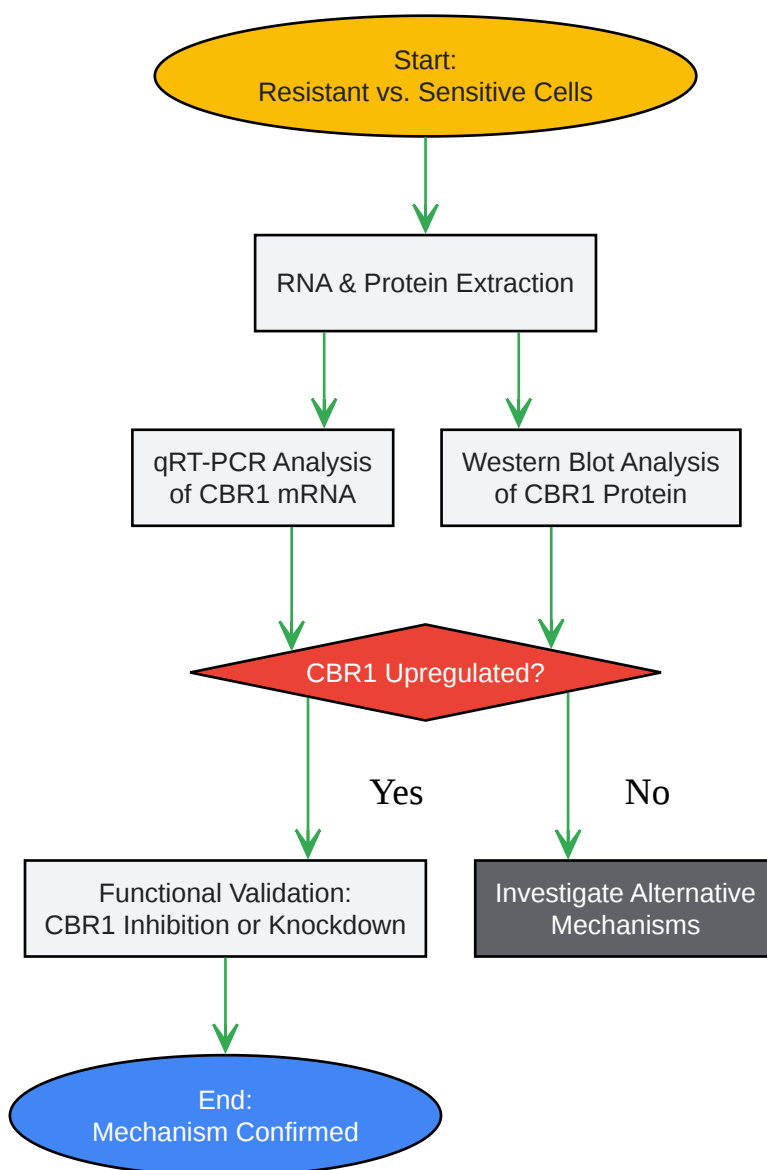 Start:
Resistant vs. Sensitive Cells
RNA & Protein Extraction
qRT-PCR Analysis
of CBR1 mRNA
Western Blot Analysis
of CBR1 Protein
CBR1 Upregulated?
Yes
No
Functional Validation:
CBR1 Inhibition or Knockdown
Investigate Alternative
Mechanisms
End:
Mechanism Confirmed